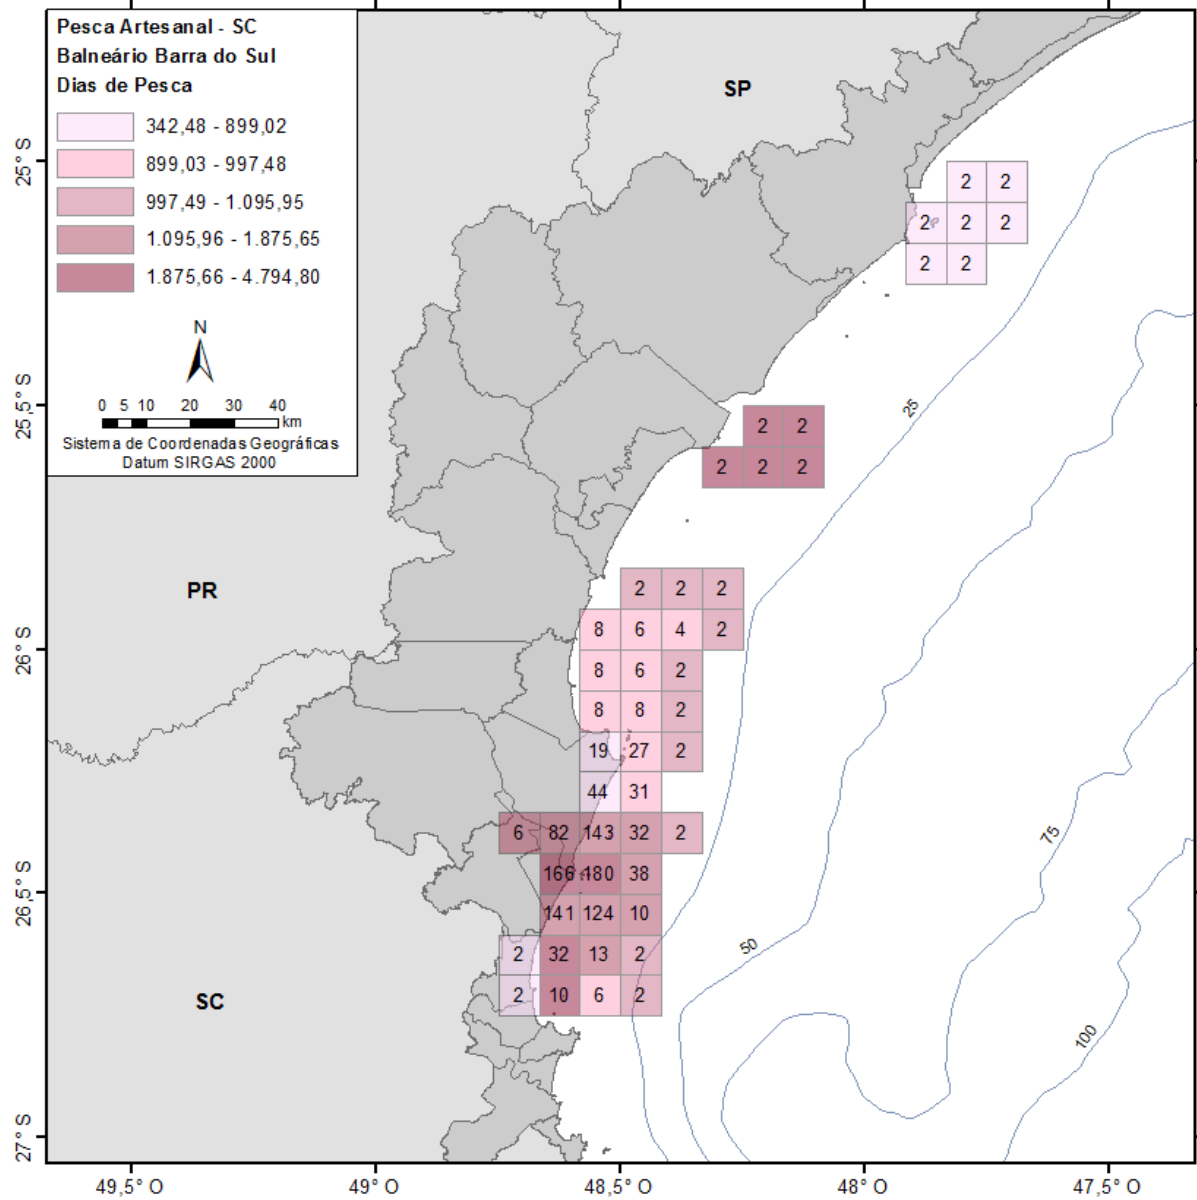 Pesca Artesanal - SC
Balneário Barra do Sul
Dias de Pesca
342,48 - 899,02
899,03 - 997,48
997,49 - 1.095,95
1.095,96 - 1.875,65
1.875,66 - 4.794,80
N
0 5 10 20 30 40
km
Sistema de Coordenadas Geográficas
Datum SIRGAS 2000
SP
PR
SC
25° S
25,5° S
26° S
26,5° S
27° S
2 2
2 2 2
2 2
25
2 2
2 2 2
2 2 2
8 6 4 2
8 6 2
8 8 2
19 27 2
44 31
6 82 143 32 2
166 480 38
141 124 10
2 32 13 2
2 10 6 2
50
75
100
49,5° O
49° O
48,5° O
48° O
47,5° O